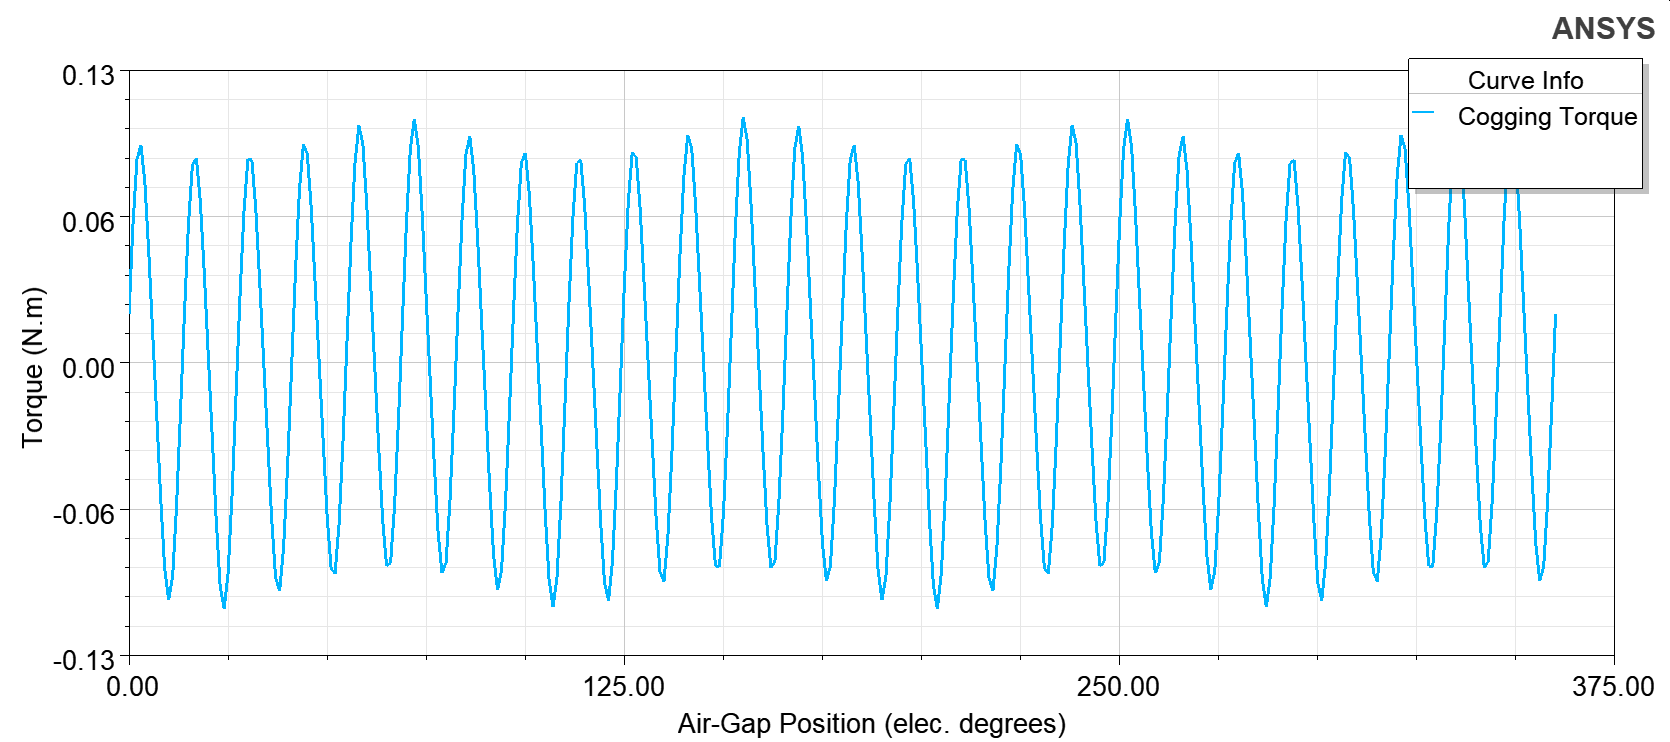 ANSYS
Curve Info
Cogging Torque
0.13
0.06
0.00
-0.06
-0.13
Torque (N.m)
0.00 125.00 250.00 375.00
Air-Gap Position (elec. degrees)